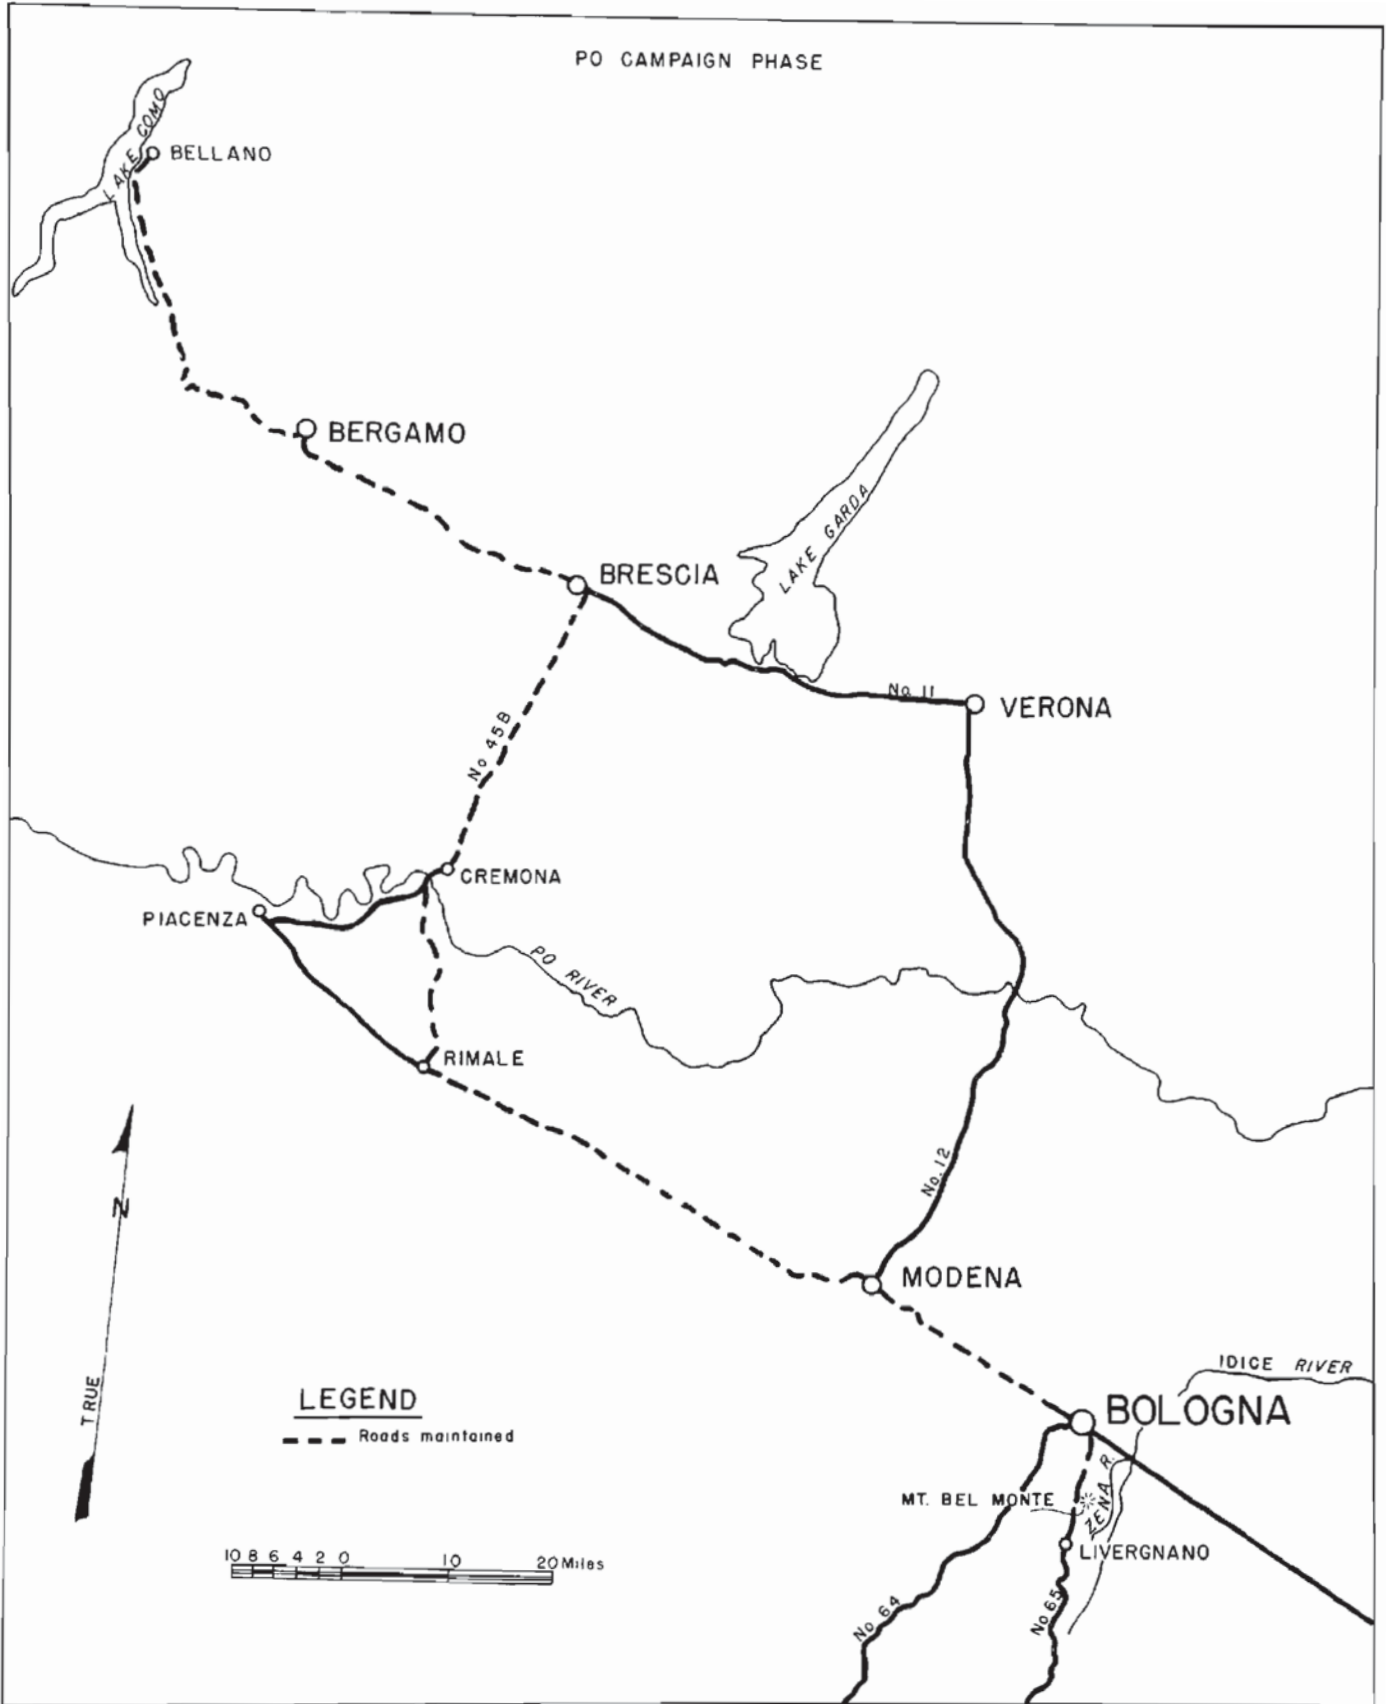 PO CAMPAIGN PHASE
LAKE COMO
BELLANO
BERGAMO
LAKE GARDA
BRESCIA
No. 11
VERONA
No 45B
CREMONA
PIACENZA
PO RIVER
RIMALE
No. 12
N
TRUE
MODENA
IDICE RIVER
LEGEND
Roads maintained
BOLOGNA
ZENA R.
MT. BEL MONTE
LIVERGNANO
10 8 6 4 2 0 10 20 Miles
No 64
No 65